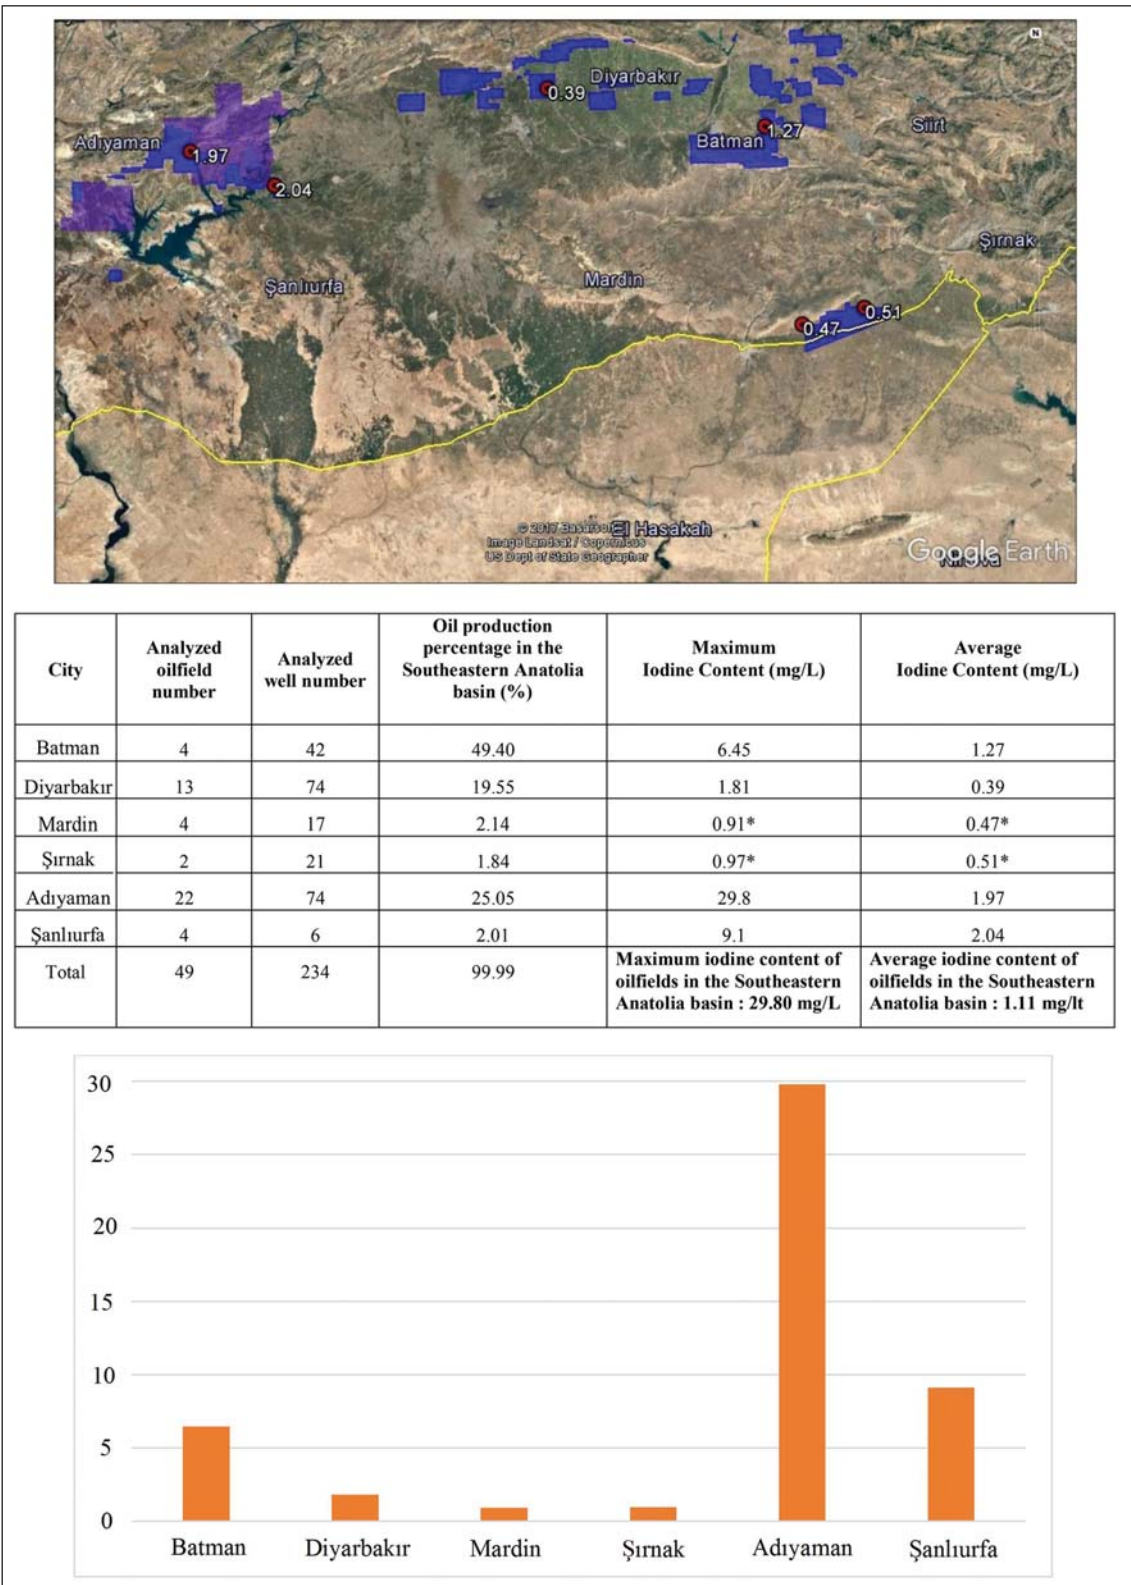 N
Diyarbakır
0.39
Adıyaman
1.97
Batman
1.27
Siirt
2.04
Şırnak
Şanlıurfa
Mardin
0.51
0.47
© 2017 Basarsoft
El Hasakah
Image Landsat / Copernicus
US Dept of State Geographer
Google Earth
Ninova
City
Analyzed
oilfield
number
Analyzed
well number
Oil production
percentage in the
Southeastern Anatolia
basin (%)
Maximum
Iodine Content (mg/L)
Average
Iodine Content (mg/L)
Batman 4 42 49.40 6.45 1.27
Diyarbakır 13 74 19.55 1.81 0.39
Mardin 4 17 2.14 0.91* 0.47*
Şırnak 2 21 1.84 0.97* 0.51*
Adıyaman 22 74 25.05 29.8 1.97
Şanlıurfa 4 6 2.01 9.1 2.04
Total 49 234 99.99
Maximum iodine content of
oilfields in the Southeastern
Anatolia basin : 29.80 mg/L
Average iodine content of
oilfields in the Southeastern
Anatolia basin : 1.11 mg/lt
30
25
20
15
10
5
0
Batman Diyarbakır Mardin Şırnak Adıyaman Şanlıurfa